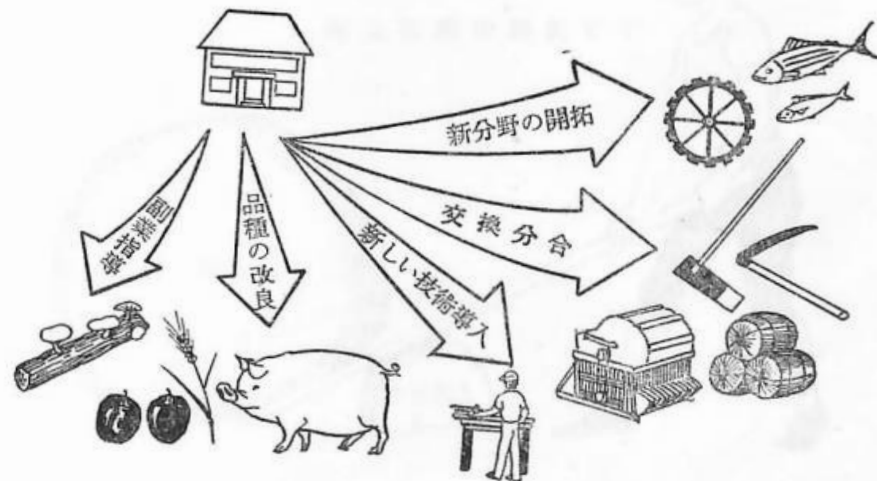 新分野の開拓
交換分合
新しい技術導入
品種の改良
副業指導